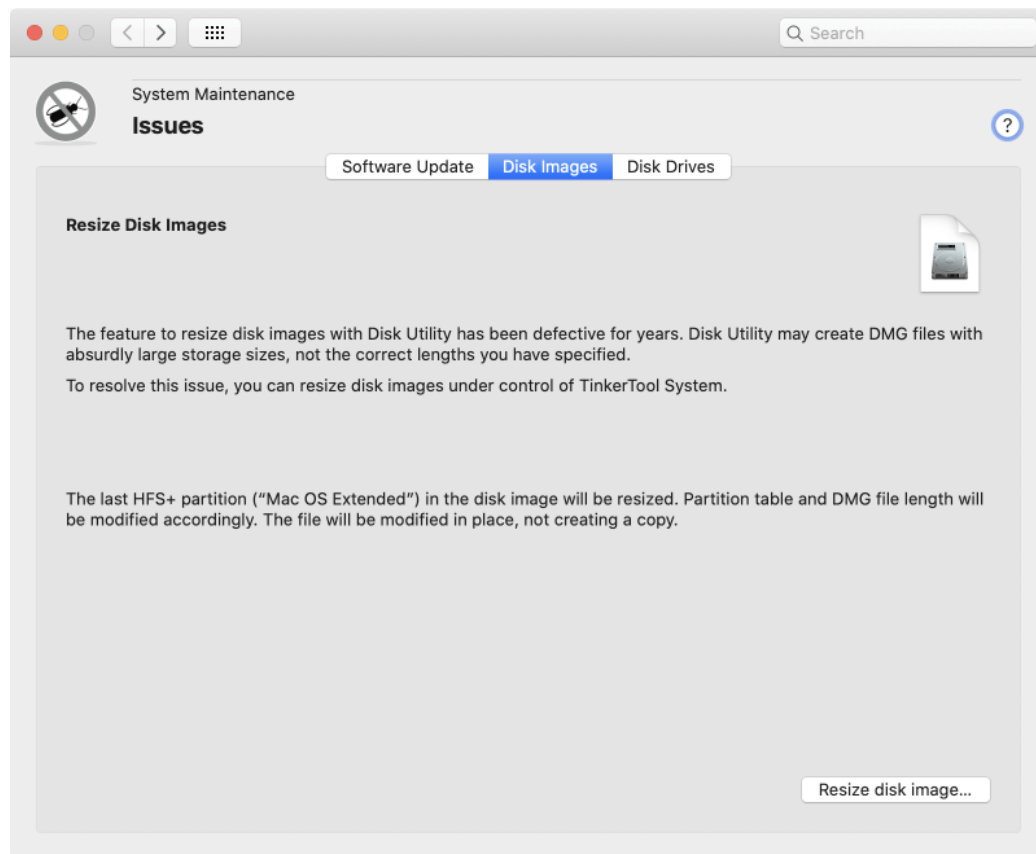 Search
System Maintenance
Issues
?
Software Update
Disk Images
Disk Drives
Resize Disk Images
The feature to resize disk images with Disk Utility has been defective for years. Disk Utility may create DMG files with
absurdly large storage sizes, not the correct lengths you have specified.
To resolve this issue, you can resize disk images under control of TinkerTool System.
The last HFS+ partition (“Mac OS Extended”) in the disk image will be resized. Partition table and DMG file length will
be modified accordingly. The file will be modified in place, not creating a copy.
Resize disk image...